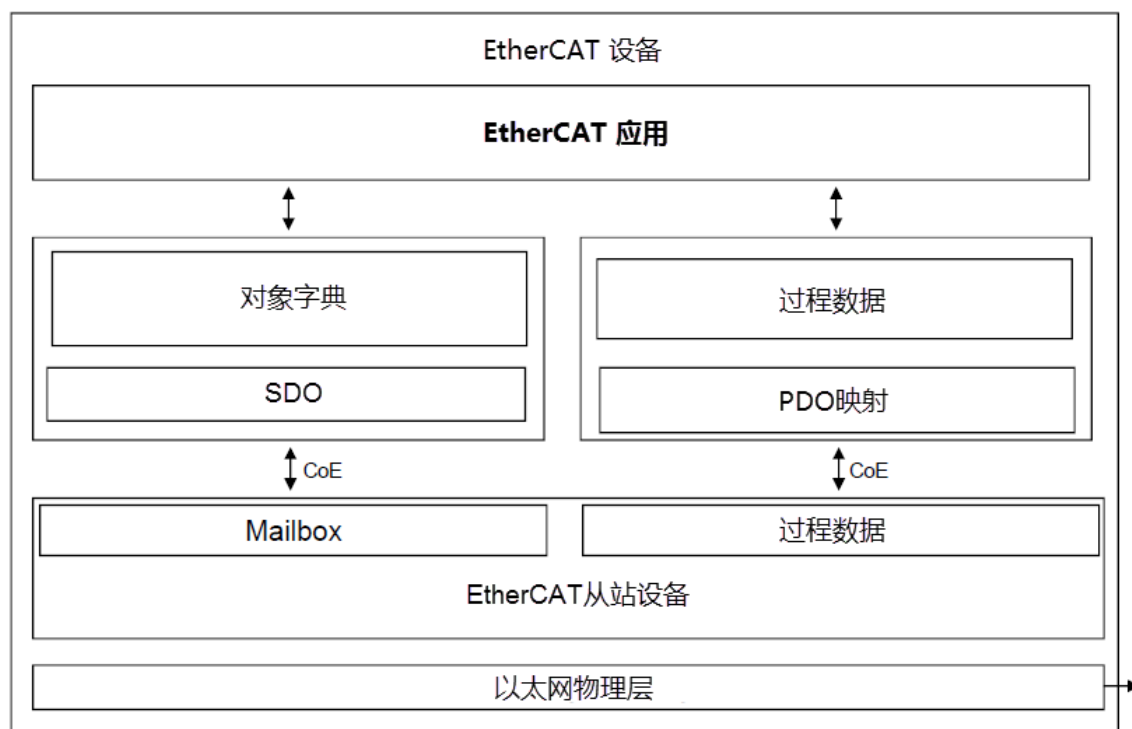 EtherCAT 设备
EtherCAT 应用
对象字典
过程数据
SDO
PDO映射
CoE
CoE
Mailbox
过程数据
EtherCAT从站设备
以太网物理层